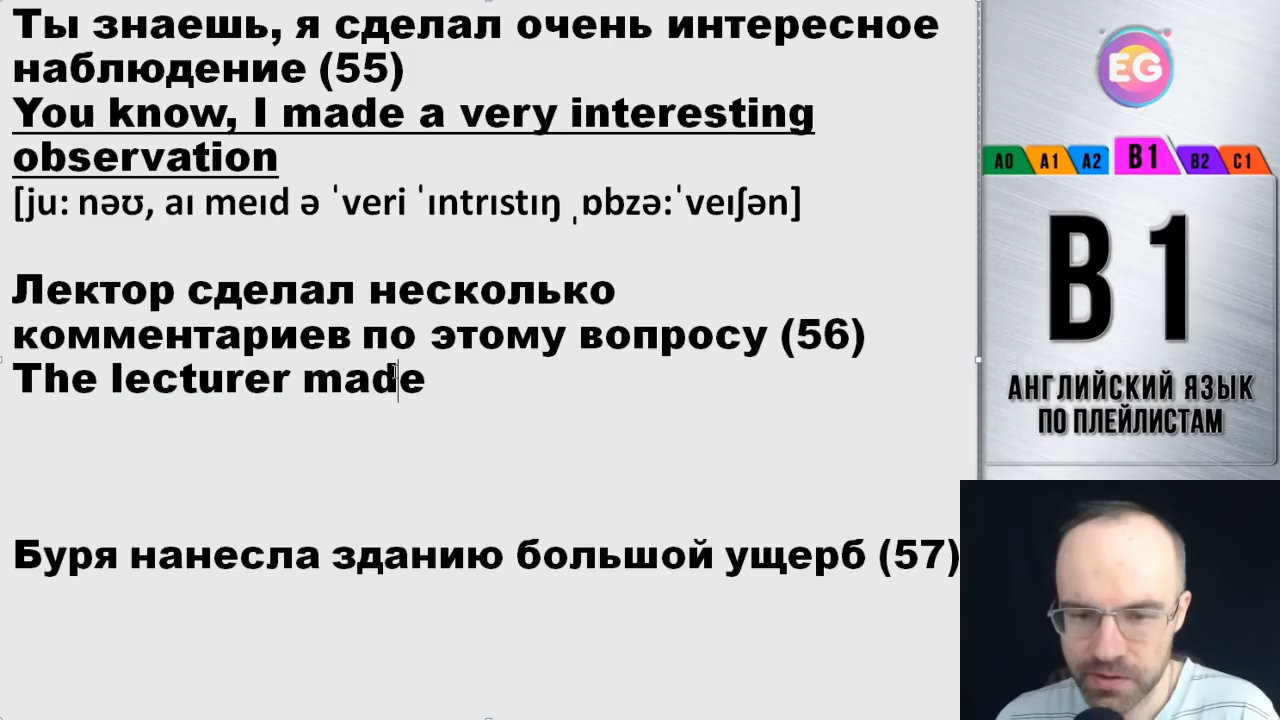 Ты знаешь, я сделал очень интересное
наблюдение (55)
You know, I made a very interesting
observation
[ju: nəʊ, aɪ meɪd ə ˈveri ˈɪntrɪstɪŋ ˌɒbzə:ˈveɪʃən]
Лектор сделал несколько
комментариев по этому вопросу (56)
The lecturer made
Буря нанесла зданию большой ущерб (57)
EG
A0 A1 A2 B1 B2 C1
B1
АНГЛИЙСКИЙ ЯЗЫК
ПО ПЛЕЙЛИСТАМ